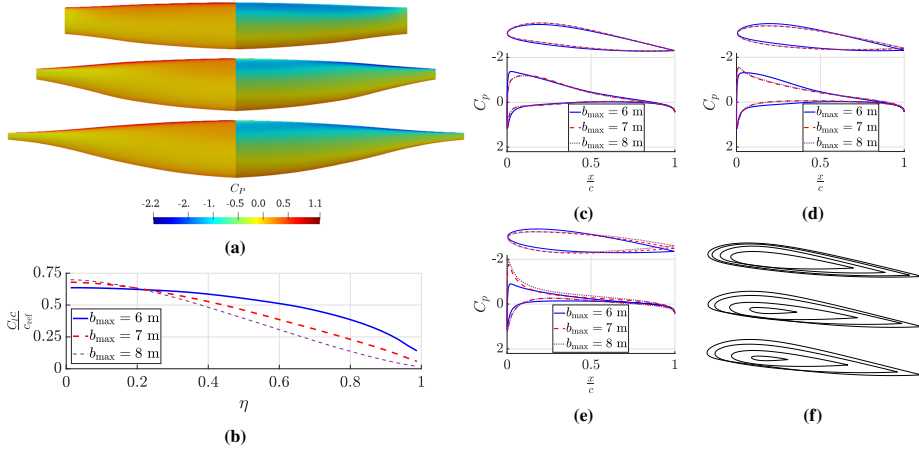 C_P
-2.2 -2. -1. -0.5 0.0 1.1
(a)
C_l c / c_ref
0.75
0.5
0.25
0
b_max = 6 m
b_max = 7 m
b_max = 8 m
0 0.2 0.4 0.6 0.8 1
η
(b)
-2
C_p 0
2
b_max = 6 m
b_max = 7 m
b_max = 8 m
0 0.5 1
x/c
(c)
-2
C_p 0
2
b_max = 6 m
b_max = 7 m
b_max = 8 m
0 0.5 1
x/c
(d)
-2
C_p 0
2
b_max = 6 m
b_max = 7 m
b_max = 8 m
0 0.5 1
x/c
(e)
(f)